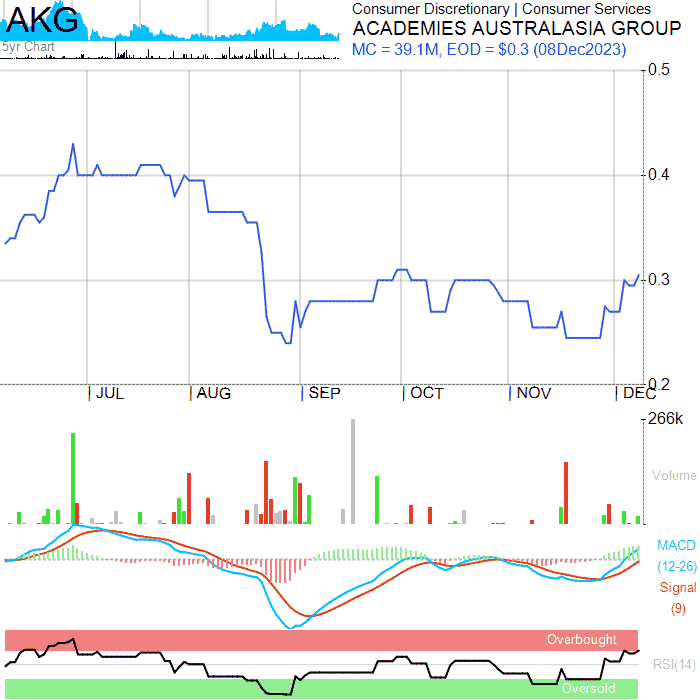 AKG
5yr Chart
Consumer Discretionary | Consumer Services
ACADEMIES AUSTRALASIA GROUP
MC = 39.1M, EOD = $0.3 (08Dec2023)
0.5
0.4
0.3
0.2
JUL AUG SEP OCT NOV DEC
266k
Volume
MACD
(12-26)
Signal
(9)
Overbought
RSI(14)
Oversold